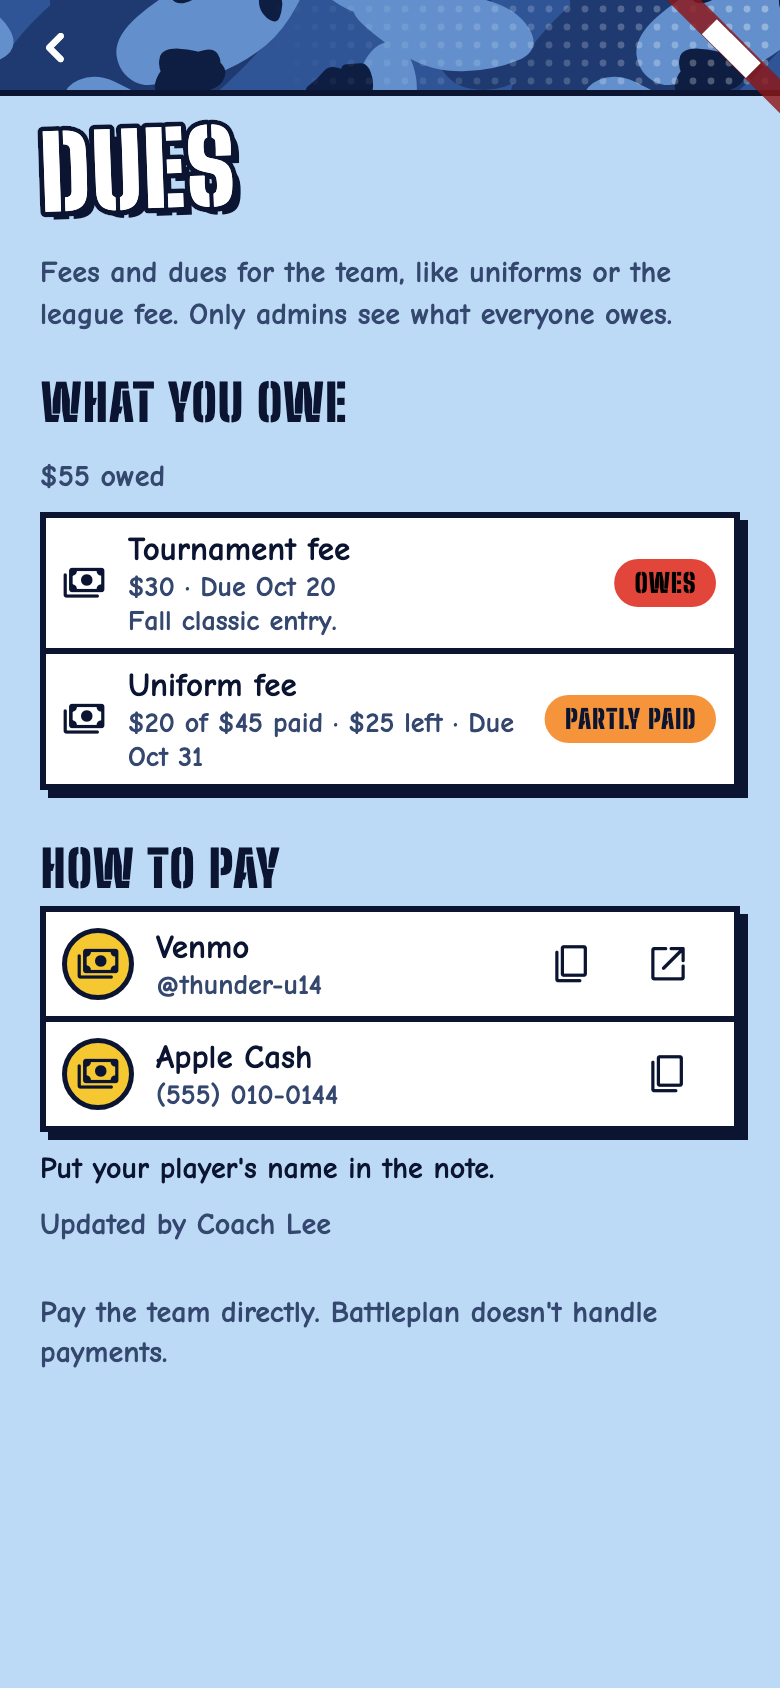 DUES
Fees and dues for the team, like uniforms or the
league fee. Only admins see what everyone owes.
WHAT YOU OWE
$55 owed
Tournament fee
$30 · Due Oct 20
Fall classic entry.
OWES
Uniform fee
$20 of $45 paid · $25 left · Due
Oct 31
PARTLY PAID
HOW TO PAY
Venmo
@thunder-u14
Apple Cash
(555) 010-0144
Put your player's name in the note.
Updated by Coach Lee
Pay the team directly. Battleplan doesn't handle
payments.